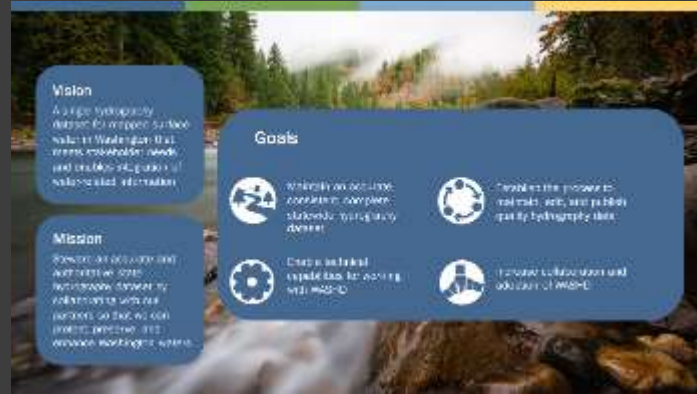 Vision
A single hydrography
dataset for mapped surface
water in Washington that
meets stakeholder needs
and enables integration of
water-related information
Mission
Steward an accurate and
authoritative state
hydrography dataset by
collaborating with our
partners so that we can
protect, preserve, and
enhance Washington waters.
Goals
Maintain an accurate,
consistent, complete
statewide hydrography
dataset
Establish the process to
maintain, edit, and publish
quality hydrography data
Enable technical
capabilities for working
with WASHD
Increase collaboration and
adoption of WASHD